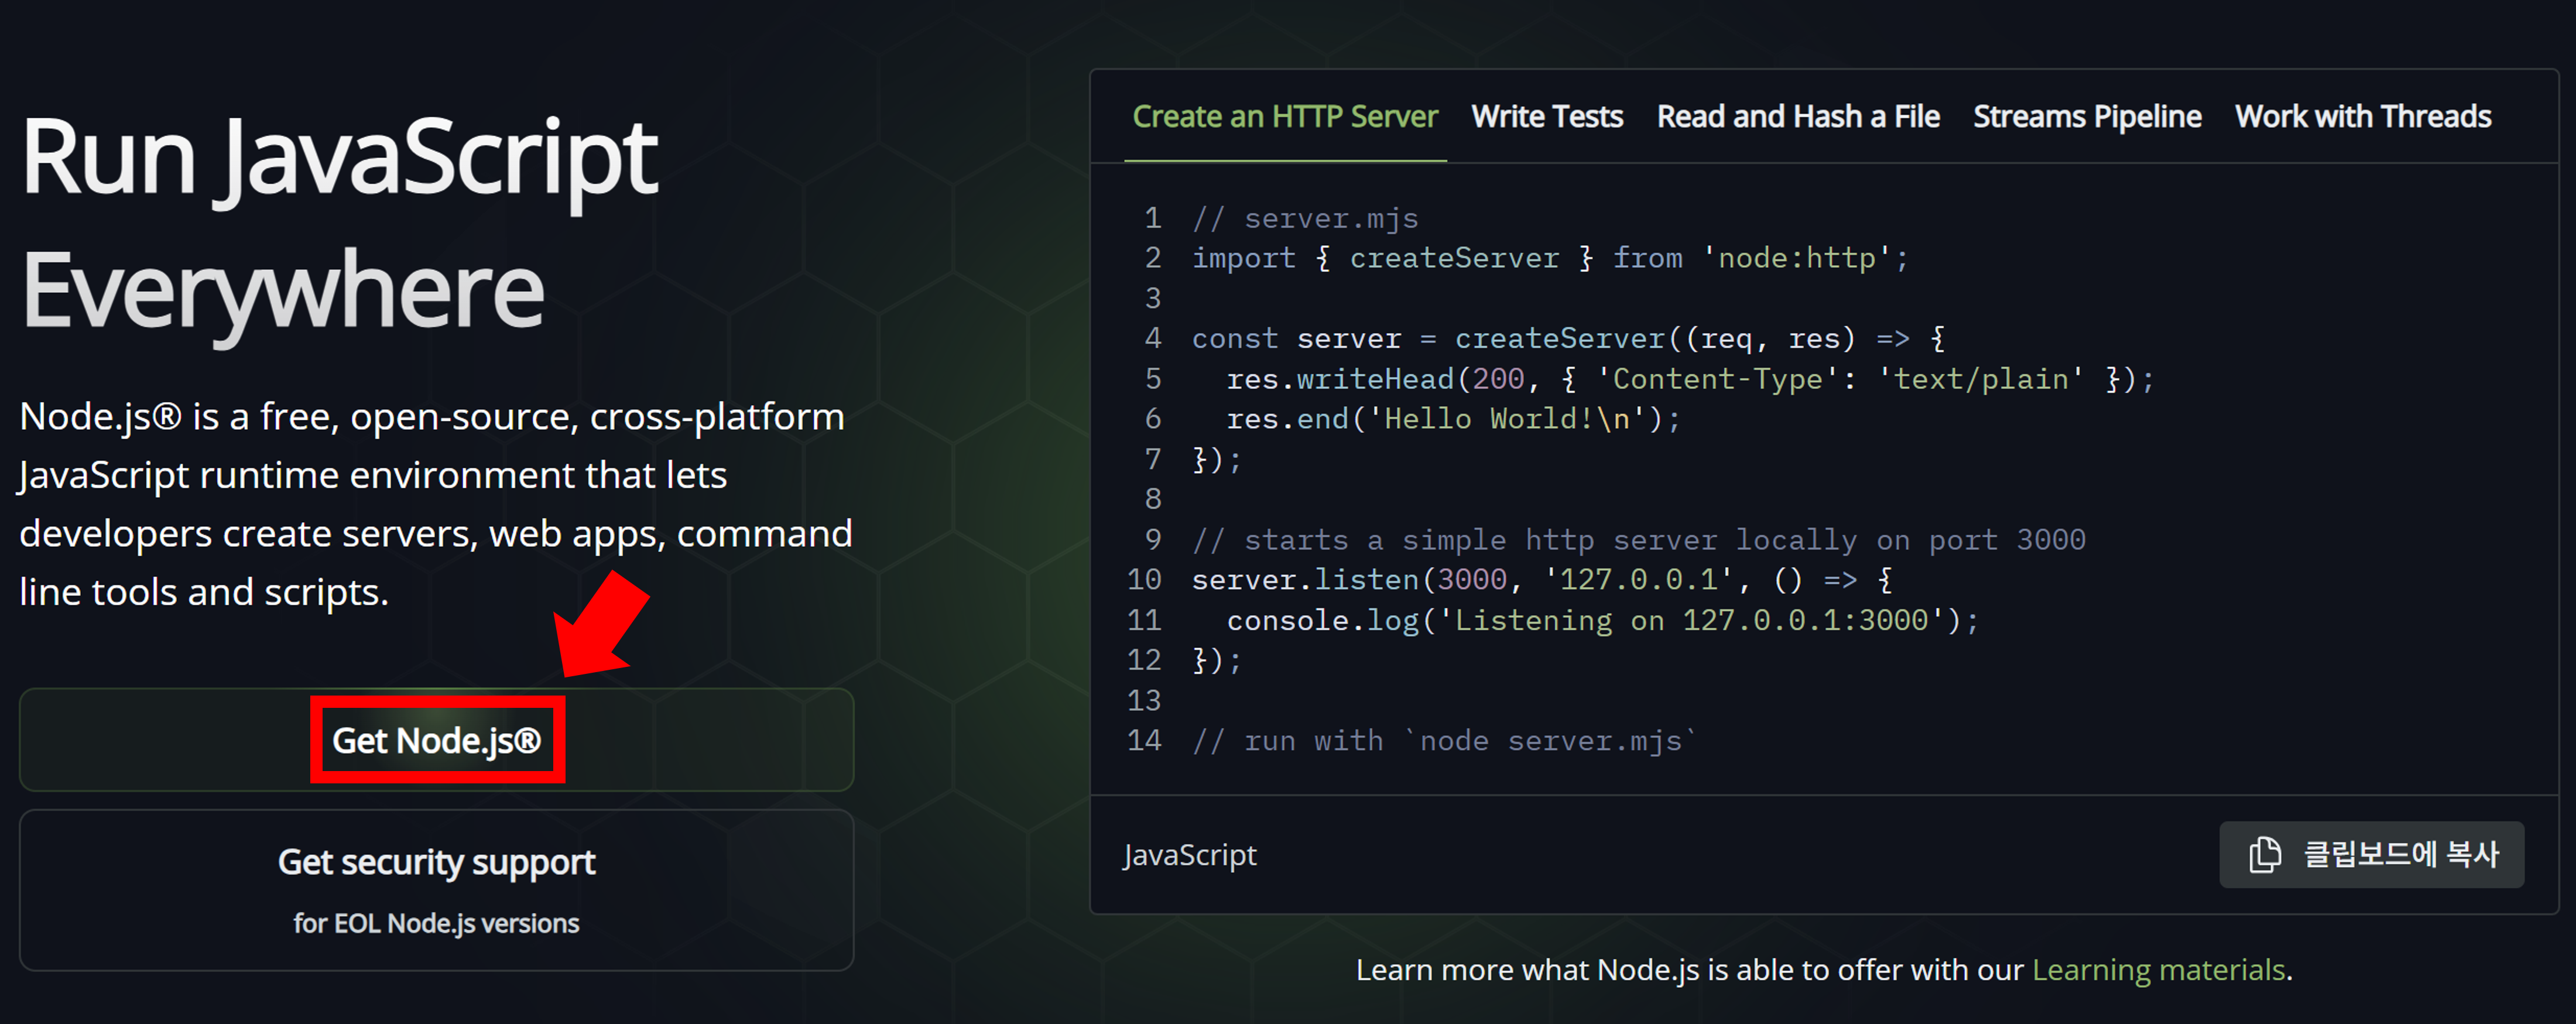 Run JavaScript
Everywhere
Node.js® is a free, open-source, cross-platform
JavaScript runtime environment that lets
developers create servers, web apps, command
line tools and scripts.
Get Node.js®
Get security support
for EOL Node.js versions
Create an HTTP Server Write Tests Read and Hash a File Streams Pipeline Work with Threads
1 // server.mjs
2 import { createServer } from 'node:http';
3
4 const server = createServer((req, res) => {
5   res.writeHead(200, { 'Content-Type': 'text/plain' });
6   res.end('Hello World!\n');
7 });
8
9 // starts a simple http server locally on port 3000
10 server.listen(3000, '127.0.0.1', () => {
11   console.log('Listening on 127.0.0.1:3000');
12 });
13
14 // run with `node server.mjs`
JavaScript 클립보드에 복사
Learn more what Node.js is able to offer with our Learning materials.